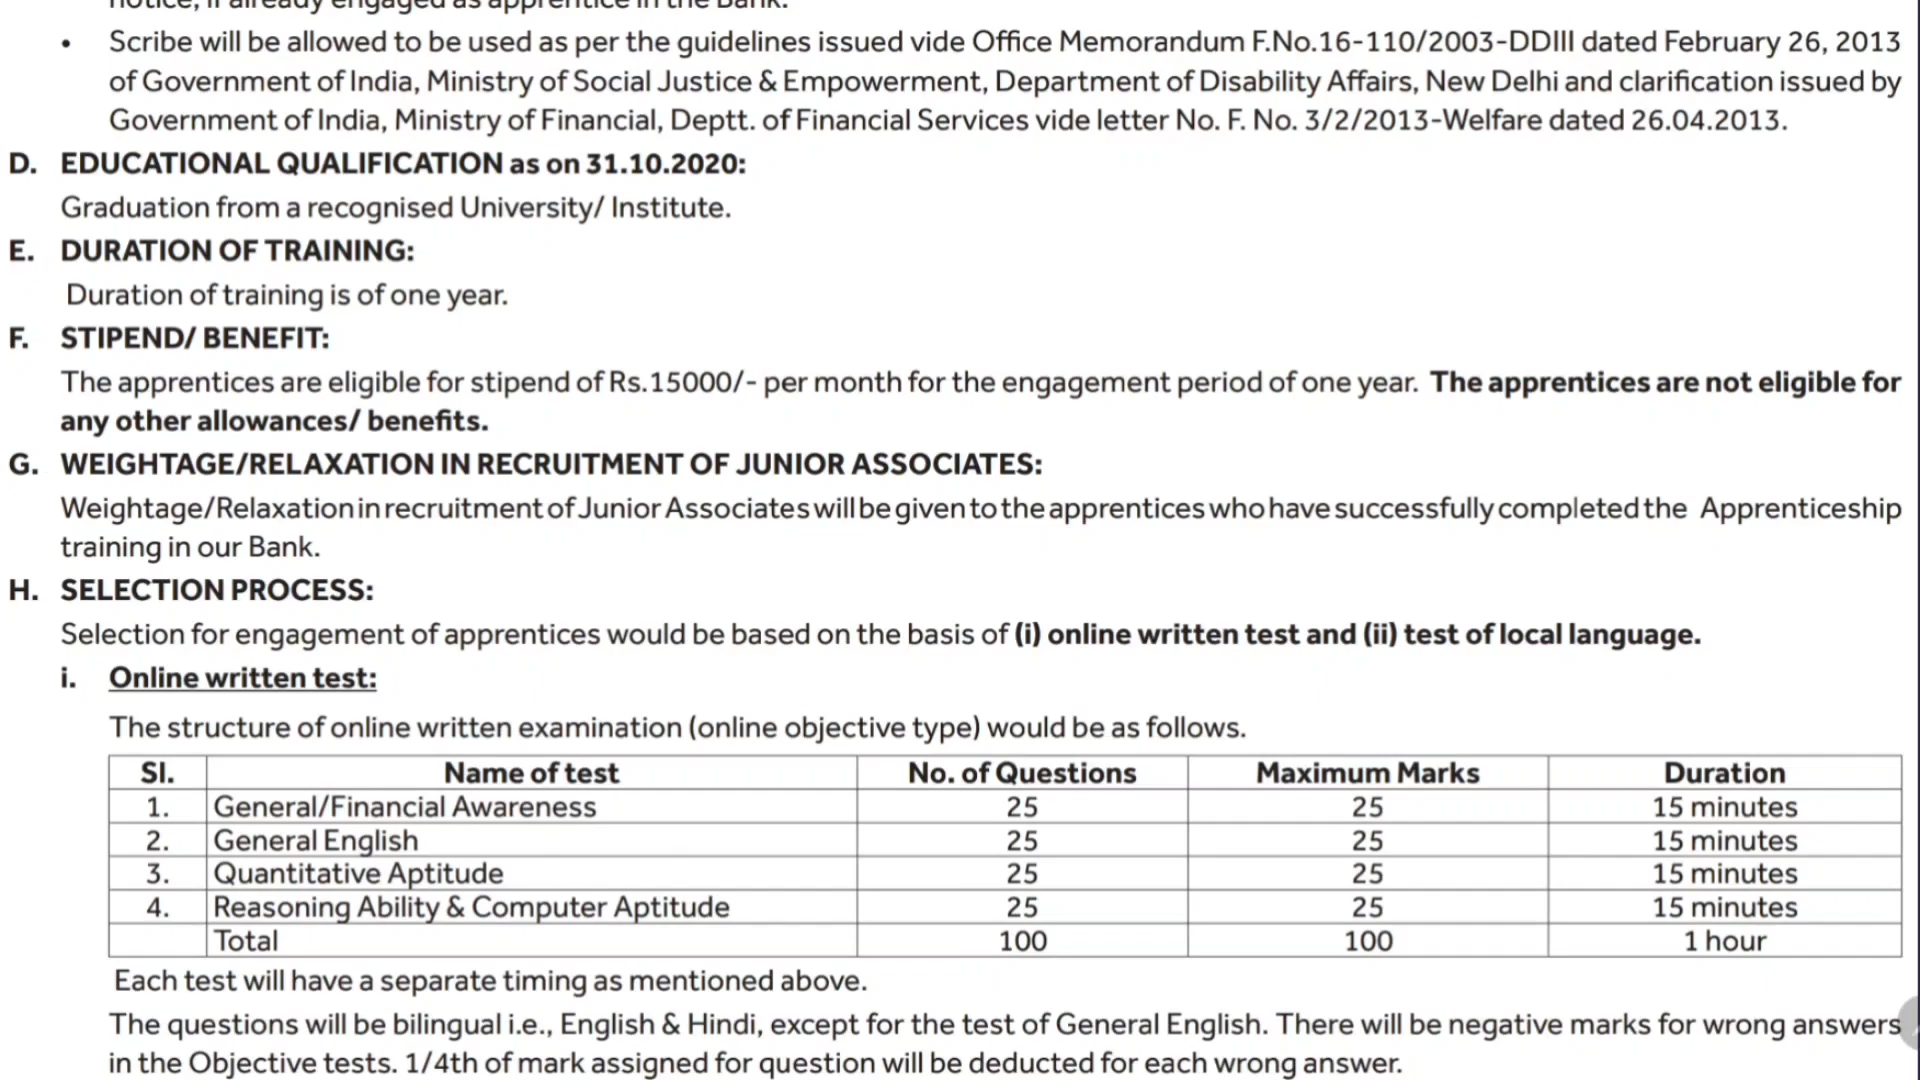 notice, if already engaged as apprentice in the Bank.
• Scribe will be allowed to be used as per the guidelines issued vide Office Memorandum F.No.16-110/2003-DDIII dated February 26, 2013
of Government of India, Ministry of Social Justice & Empowerment, Department of Disability Affairs, New Delhi and clarification issued by
Government of India, Ministry of Financial, Deptt. of Financial Services vide letter No. F. No. 3/2/2013-Welfare dated 26.04.2013.
D. EDUCATIONAL QUALIFICATION as on 31.10.2020:
Graduation from a recognised University/ Institute.
E. DURATION OF TRAINING:
Duration of training is of one year.
F. STIPEND/ BENEFIT:
The apprentices are eligible for stipend of Rs.15000/- per month for the engagement period of one year. The apprentices are not eligible for
any other allowances/ benefits.
G. WEIGHTAGE/RELAXATION IN RECRUITMENT OF JUNIOR ASSOCIATES:
Weightage/Relaxation in recruitment of Junior Associates will be given to the apprentices who have successfully completed the Apprenticeship
training in our Bank.
H. SELECTION PROCESS:
Selection for engagement of apprentices would be based on the basis of (i) online written test and (ii) test of local language.
i. Online written test:
The structure of online written examination (online objective type) would be as follows.
Sl. Name of test No. of Questions Maximum Marks Duration
1. General/Financial Awareness 25 25 15 minutes
2. General English 25 25 15 minutes
3. Quantitative Aptitude 25 25 15 minutes
4. Reasoning Ability & Computer Aptitude 25 25 15 minutes
Total 100 100 1 hour
Each test will have a separate timing as mentioned above.
The questions will be bilingual i.e., English & Hindi, except for the test of General English. There will be negative marks for wrong answers
in the Objective tests. 1/4th of mark assigned for question will be deducted for each wrong answer.